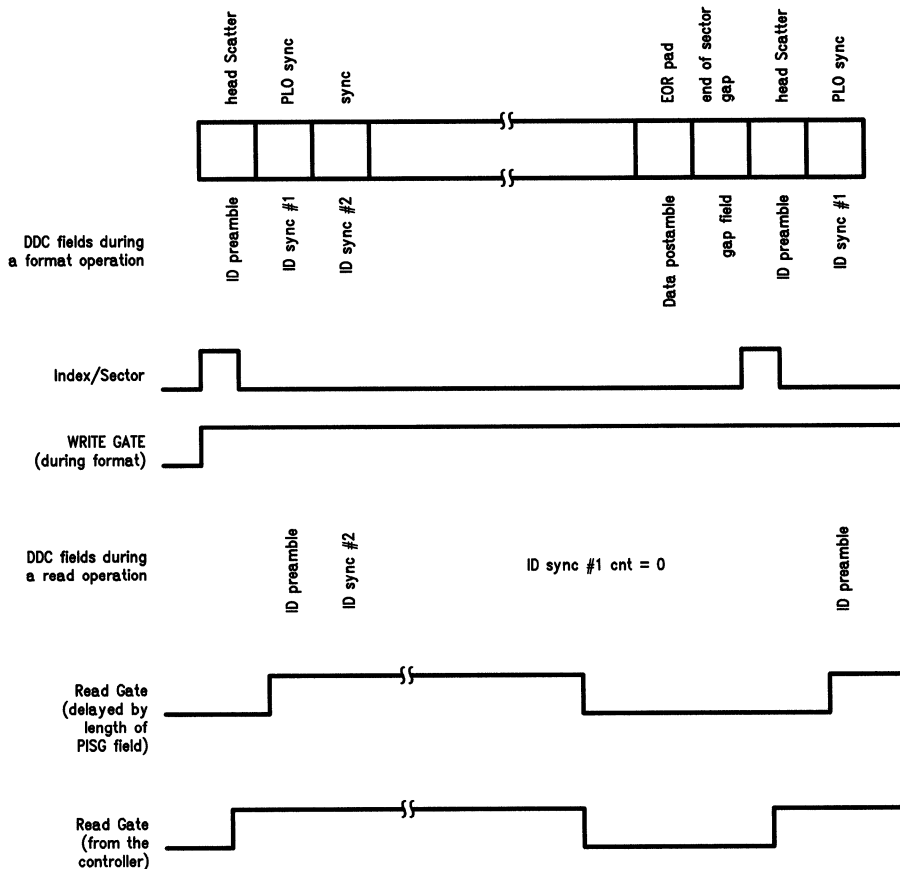 head Scatter
PLO sync
sync
EOR pad
end of sector
gap
head Scatter
PLO sync
DDC fields during
a format operation
ID preamble
ID sync #1
ID sync #2
Data postamble
gap field
ID preamble
ID sync #1
Index/Sector
WRITE GATE
(during format)
DDC fields during
a read operation
ID preamble
ID sync #2
ID sync #1 cnt = 0
ID preamble
Read Gate
(delayed by
length of
PISG field)
Read Gate
(from the
controller)